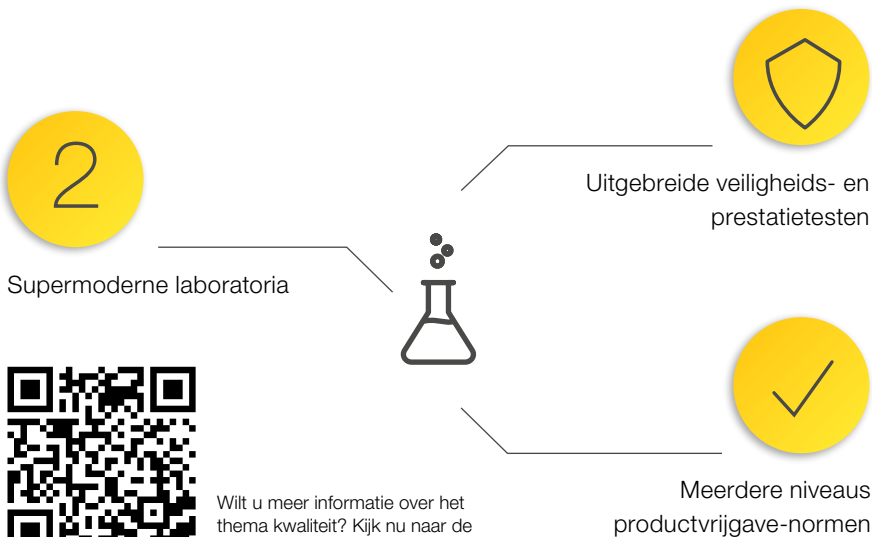 2
Supermoderne laboratoria
Uitgebreide veiligheids- en
prestatietesten
Meerdere niveaus
productvrijgave-normen
Wilt u meer informatie over het
thema kwaliteit? Kijk nu naar de